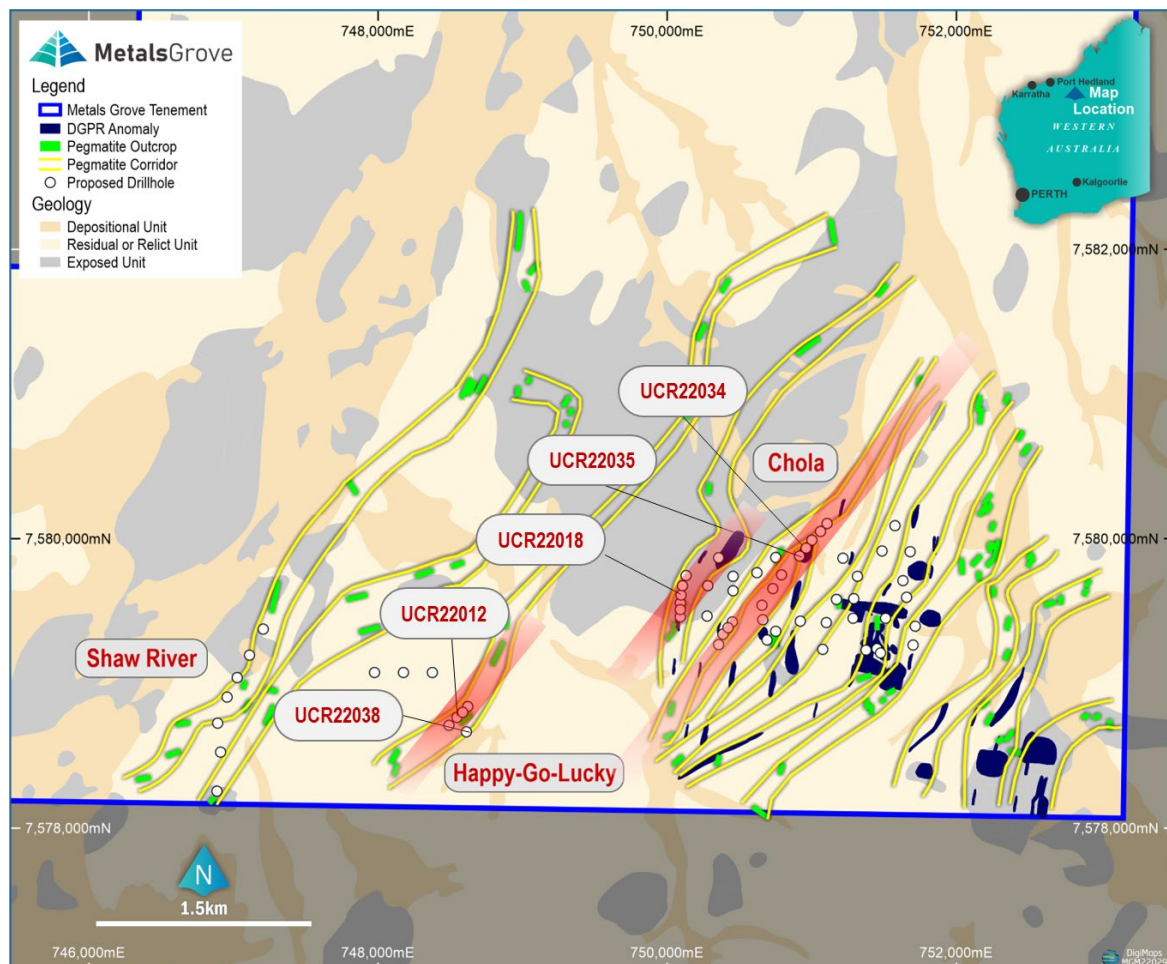 748,000mE
750,000mE
752,000mE
MetalsGrove
Legend
Metals Grove Tenement
DGPR Anomaly
Pegmatite Outcrop
Pegmatite Corridor
Proposed Drillhole
Geology
Depositional Unit
Residual or Relict Unit
Exposed Unit
Port Hedland
Karratha
Map
Location
WESTERN
AUSTRALIA
Kalgoorlie
PERTH
7,582,000mN
UCR22034
UCR22035
Chola
7,580,000mN
UCR22018
7,580,000mN
UCR22012
Shaw River
UCR22038
Happy-Go-Lucky
7,578,000mN
7,578,000mN
N
1.5km
746,000mE
748,000mE
750,000mE
752,000mE
DigiMaps
MGM22029